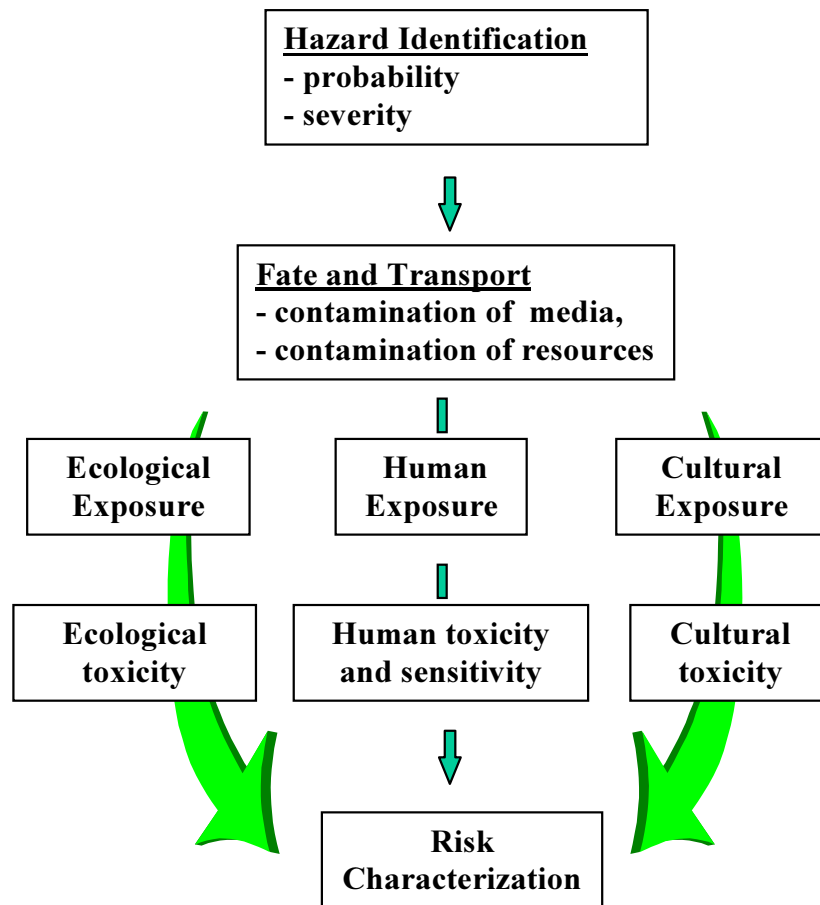 Hazard Identification
- probability
- severity
Fate and Transport
- contamination of media,
- contamination of resources
Ecological
Exposure
Human
Exposure
Cultural
Exposure
Ecological
toxicity
Human toxicity
and sensitivity
Cultural
toxicity
Risk
Characterization